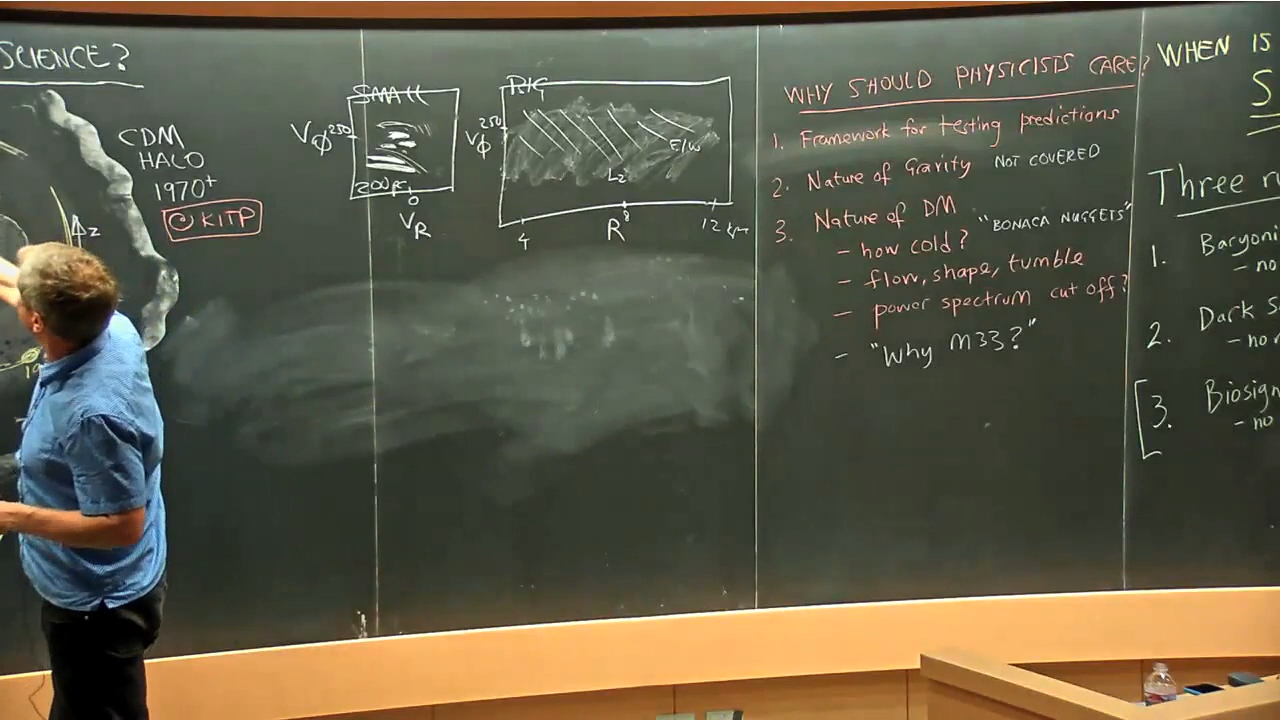 SCIENCE?
CDM
HALO
1970+
© KITP
Δz
SMALL
Vφ 250
200pc
0
VR
BIG
Vφ 250
E/W
Lz
4 R 8 12 kpc
WHY SHOULD PHYSICISTS CARE?
1. Framework for testing predictions
2. Nature of Gravity NOT COVERED
3. Nature of DM "BONACA NUGGETS"
- how cold?
- flow, shape, tumble
- power spectrum cut off?
- "Why M33?"
WHEN IS
S
Three r
1. Baryoni
- no
2. Dark S
- no
3. Biosign
- no